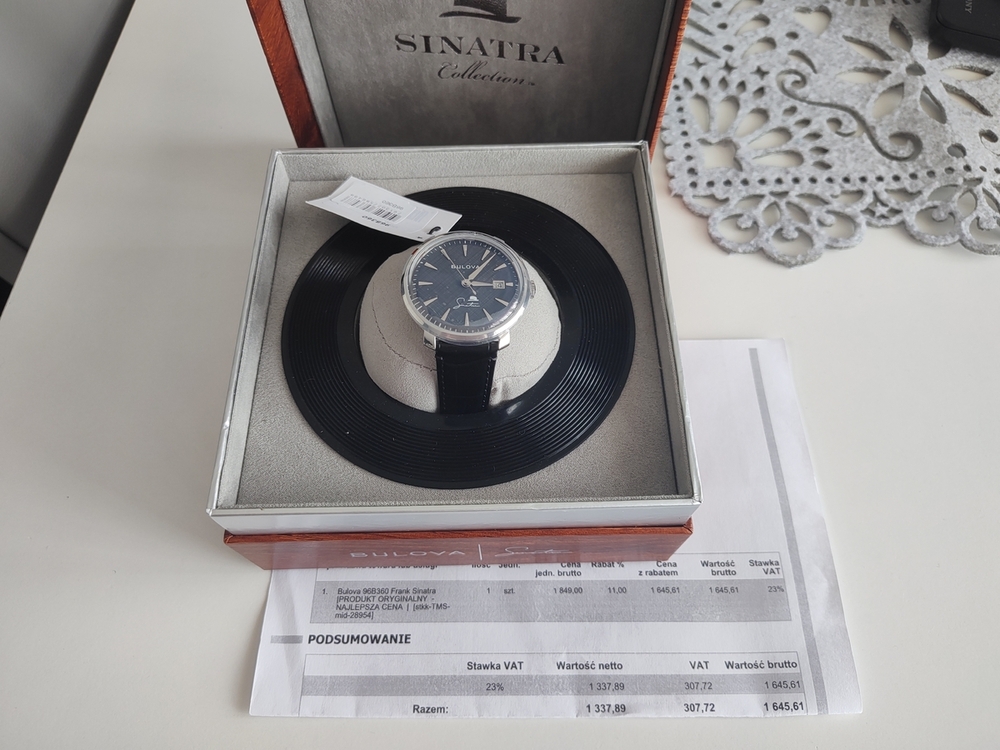 SINATRA
Collection
BULOVA
BULOVA
ilość Jedn. Cena jedn. brutto Rabat % Cena z rabatem Wartość brutto Stawka VAT
1. Bulova 96B360 Frank Sinatra 1 szt. 1 849,00 11,00 1 645,61 1 645,61 23%
[PRODUKT ORYGINALNY -
NAJLEPSZA CENA | [stkk-TMS-
mid-28954]
PODSUMOWANIE
Stawka VAT Wartość netto VAT Wartość brutto
23% 1 337,89 307,72 1 645,61
Razem: 1 337,89 307,72 1 645,61